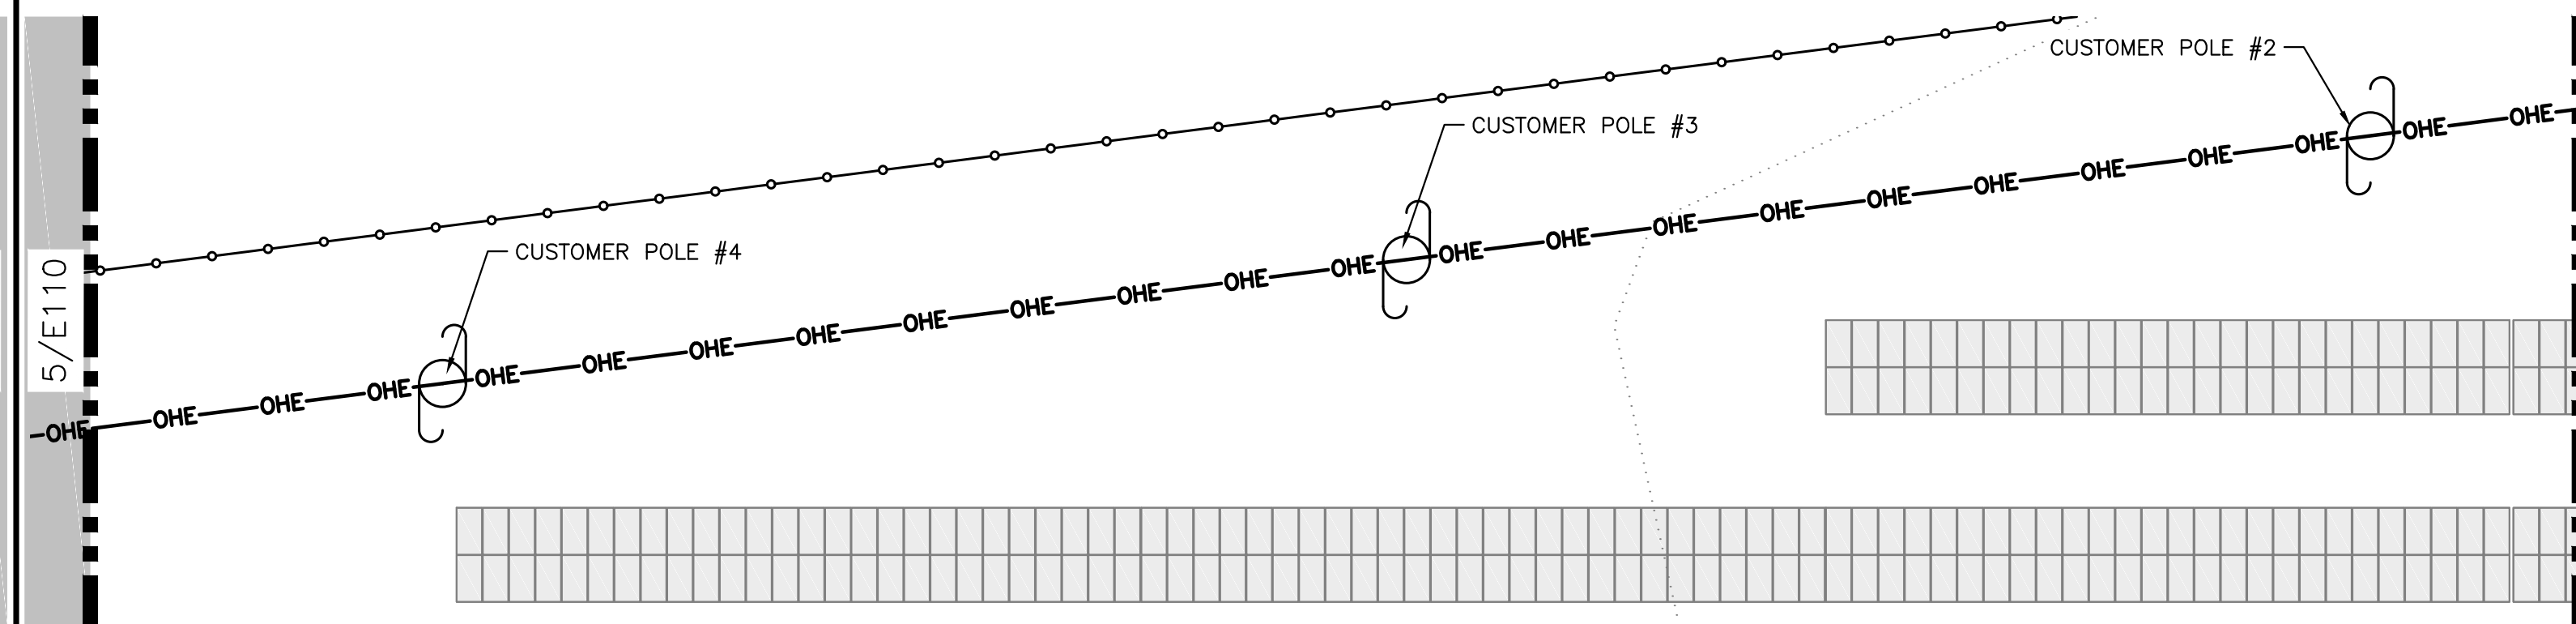 CUSTOMER POLE #2
CUSTOMER POLE #3
CUSTOMER POLE #4
5/E110
OHE OHE OHE OHE OHE OHE OHE OHE OHE OHE OHE OHE OHE OHE OHE OHE OHE OHE OHE OHE OHE OHE OHE OHE